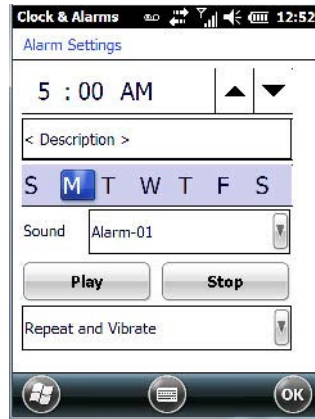 Clock & Alarms 12:52
Alarm Settings
5 : 00 AM
< Description >
S M T W T F S
Sound Alarm-01
Play Stop
Repeat and Vibrate
OK